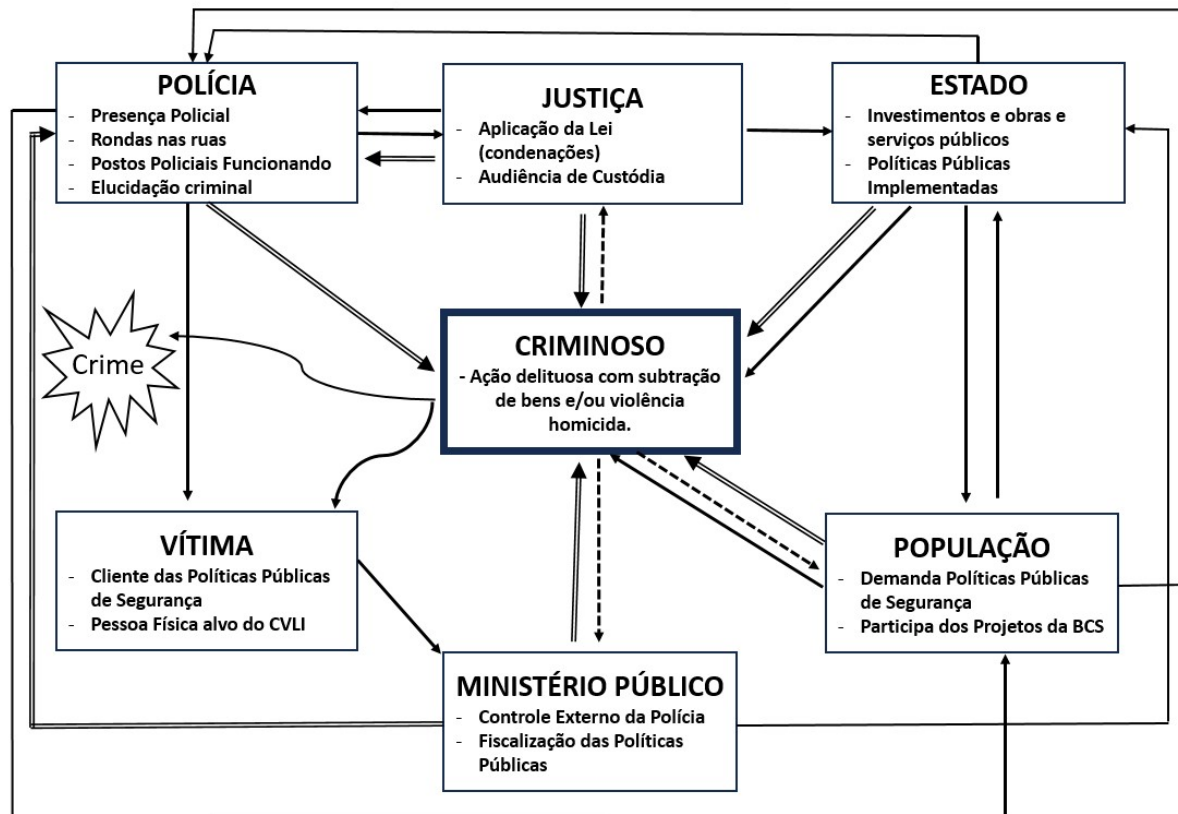 POLÍCIA
- Presença Policial
- Rondas nas ruas
- Postos Policiais Funcionando
- Elucidação criminal
JUSTIÇA
- Aplicação da Lei
(condenações)
- Audiência de Custódia
ESTADO
- Investimentos e obras e
serviços públicos
- Políticas Públicas
Implementadas
Crime
CRIMINOSO
- Ação delituosa com subtração
de bens e/ou violência
homicida.
VÍTIMA
- Cliente das Políticas Públicas
de Segurança
- Pessoa Física alvo do CVLI
POPULAÇÃO
- Demanda Políticas Públicas
de Segurança
- Participa dos Projetos da BCS
MINISTÉRIO PÚBLICO
- Controle Externo da Polícia
- Fiscalização das Políticas
Públicas